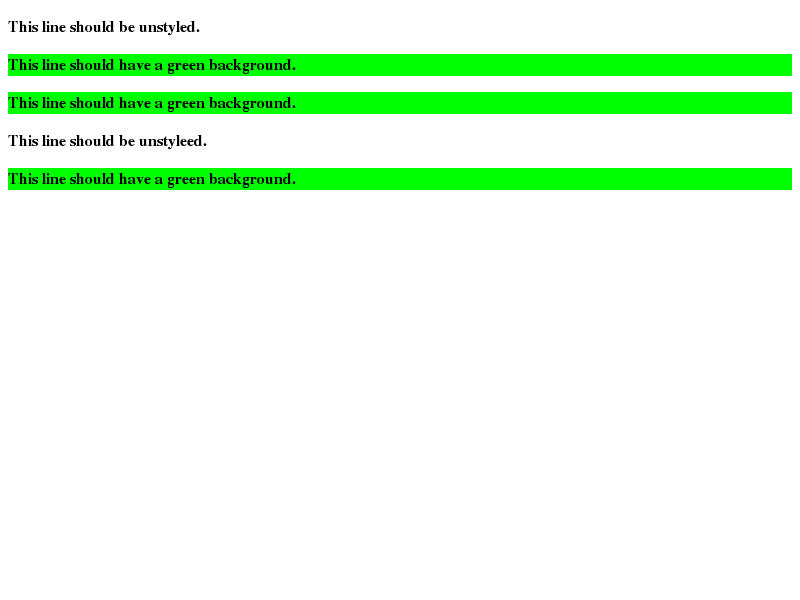 This line should be unstyled.
This line should have a green background.
This line should have a green background.
This line should be unstyleed.
This line should have a green background.